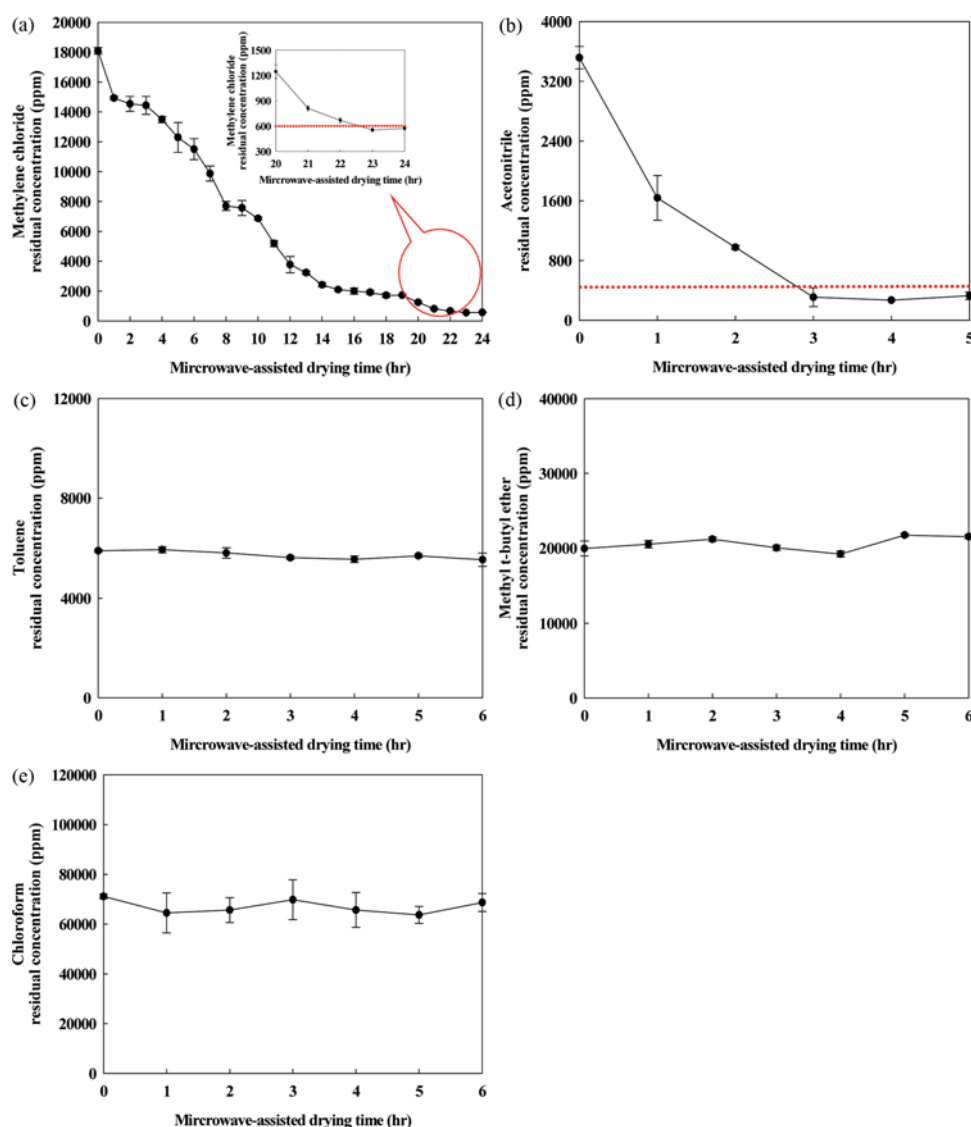 (a)
Methylene chloride
residual concentration (ppm)
20000
18000
16000
14000
12000
10000
8000
6000
4000
2000
0
0 2 4 6 8 10 12 14 16 18 20 22 24
Mircrowave-assisted drying time (hr)
Methylene chloride
residual concentration (ppm)
1500
1200
900
600
300
20 21 22 23 24
Mircrowave-assisted drying time (hr)
(b)
Acetonitrile
residual concentration (ppm)
4000
3200
2400
1600
800
0
0 1 2 3 4 5
Mircrowave-assisted drying time (hr)
(c)
Toluene
residual concentration (ppm)
12000
8000
4000
0
0 1 2 3 4 5 6
Mircrowave-assisted drying time (hr)
(d)
Methyl t-butyl ether
residual concentration (ppm)
40000
30000
20000
10000
0
0 1 2 3 4 5 6
Mircrowave-assisted drying time (hr)
(e)
Chloroform
residual concentration (ppm)
120000
100000
80000
60000
40000
20000
0
0 1 2 3 4 5 6
Mircrowave-assisted drying time (hr)